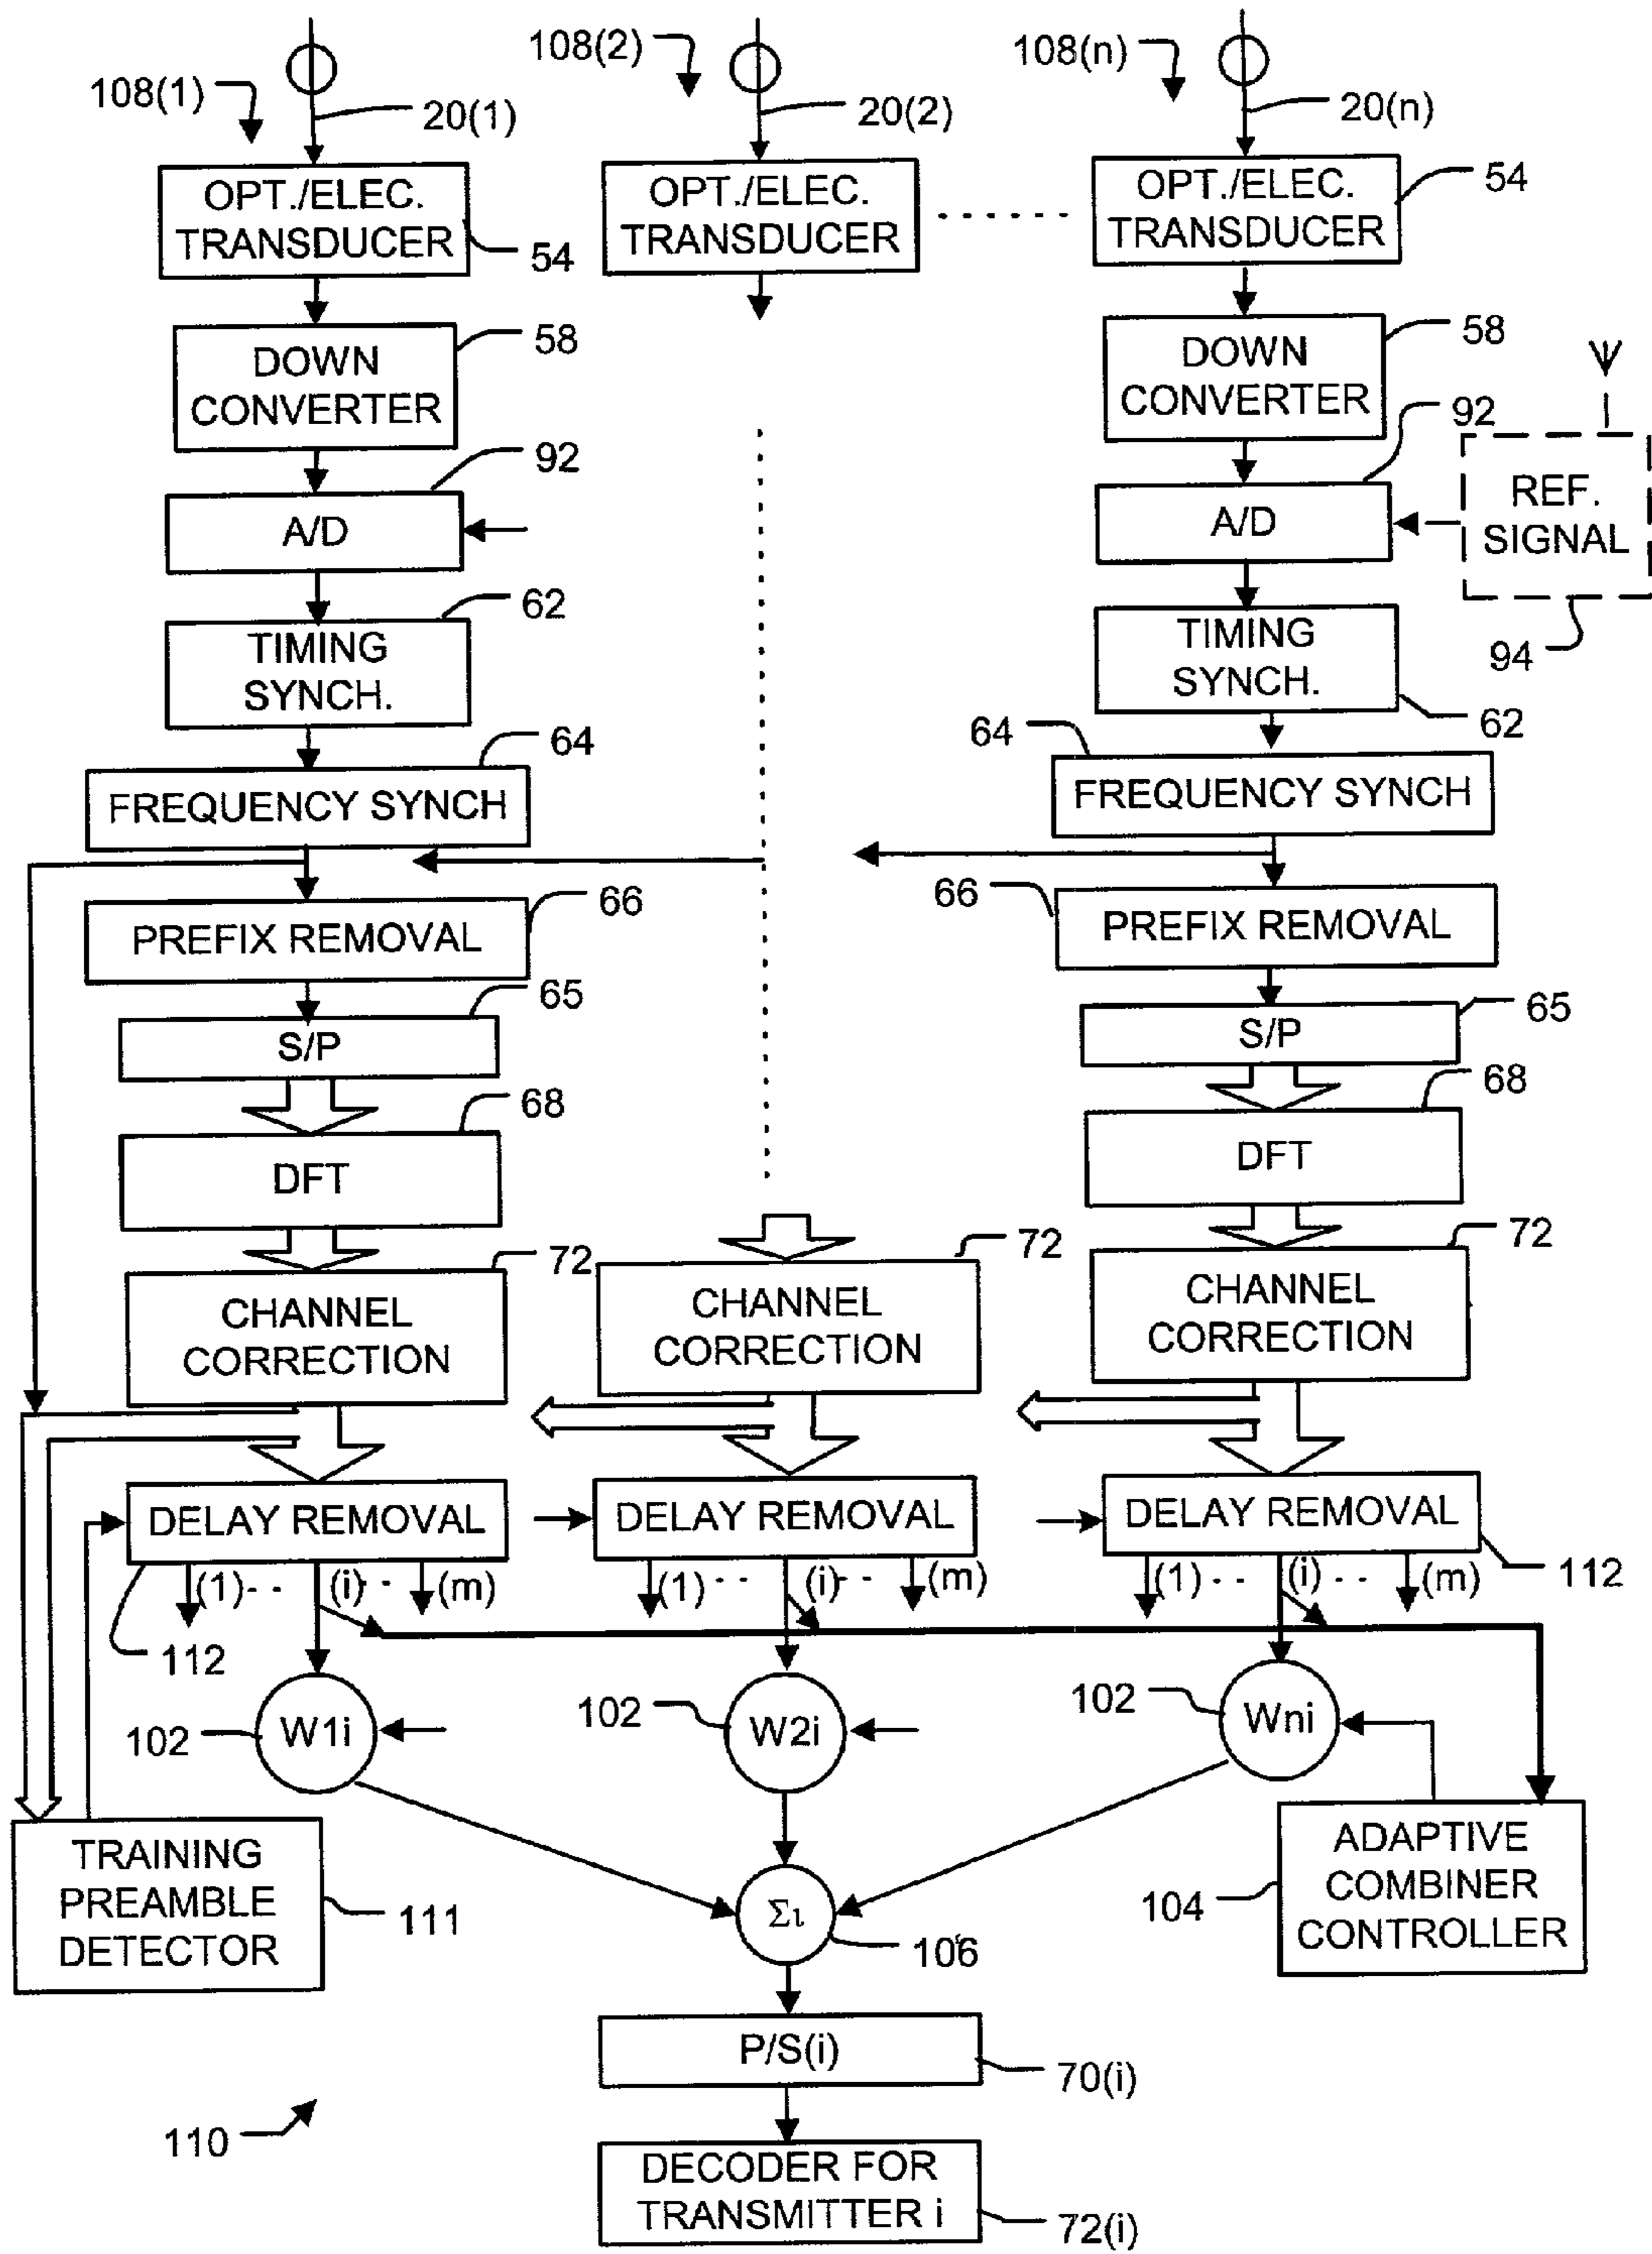 108(1)
20(1)
108(2)
20(2)
108(n)
20(n)
OPT./ELEC.
TRANSDUCER
54
OPT./ELEC.
TRANSDUCER
OPT./ELEC.
TRANSDUCER
54
DOWN
CONVERTER
58
DOWN
CONVERTER
58
A/D
92
A/D
92
REF.
SIGNAL
94
TIMING
SYNCH.
62
TIMING
SYNCH.
62
FREQUENCY SYNCH
64
FREQUENCY SYNCH
64
PREFIX REMOVAL
66
PREFIX REMOVAL
66
S/P
65
S/P
65
DFT
68
DFT
68
CHANNEL
CORRECTION
72
CHANNEL
CORRECTION
72
CHANNEL
CORRECTION
72
DELAY REMOVAL
DELAY REMOVAL
DELAY REMOVAL
(1)
(i)
(m)
(1)
(i)
(m)
(1)
(i)
(m)
112
112
W1i
102
W2i
102
Wni
102
TRAINING
PREAMBLE
DETECTOR
111
Σι
106
ADAPTIVE
COMBINER
CONTROLLER
104
P/S(i)
70(i)
110
DECODER FOR
TRANSMITTER i
72(i)